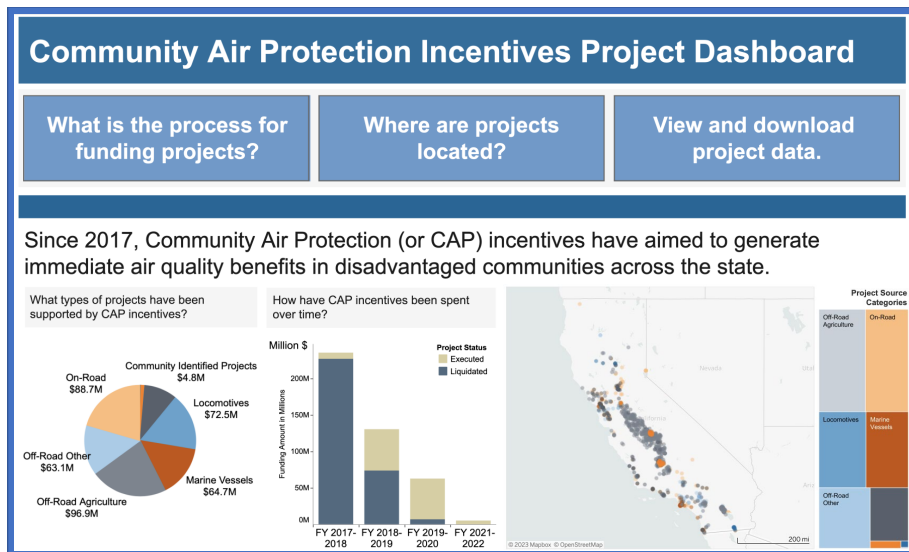 Community Air Protection Incentives Project Dashboard
What is the process for
funding projects?
Where are projects
located?
View and download
project data.
Since 2017, Community Air Protection (or CAP) incentives have aimed to generate
immediate air quality benefits in disadvantaged communities across the state.
What types of projects have been
supported by CAP incentives?
Community Identified Projects
$4.8M
On-Road
$88.7M
Locomotives
$72.5M
Off-Road Other
$63.1M
Marine Vessels
$64.7M
Off-Road Agriculture
$96.9M
How have CAP incentives been spent
over time?
Million $
Project Status
Executed
Liquidated
Funding Amount in Millions
200M
150M
100M
50M
0M
FY 2017-
2018
FY 2018-
2019
FY 2019-
2020
FY 2021-
2022
Nevada
© 2023 Mapbox © OpenStreetMap
200 mi
Project Source
Categories
Off-Road
Agriculture
On-Road
Locomotives
Marine
Vessels
Off-Road
Other